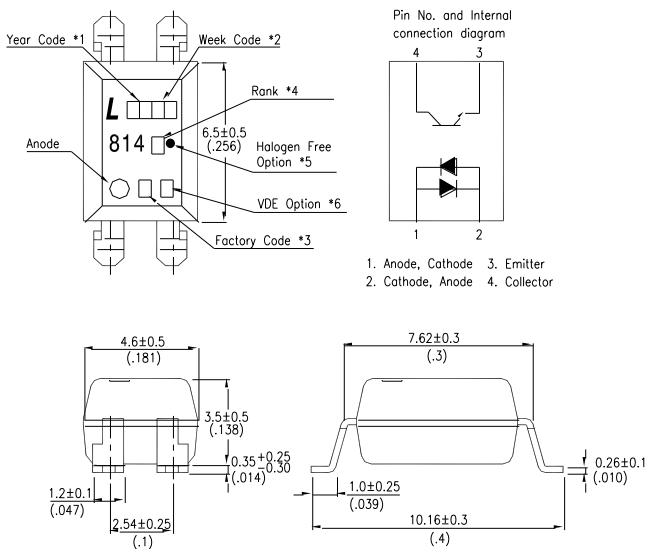 Year Code *1
Week Code *2
Rank *4
L
814
6.5±0.5
(.256)
Halogen Free
Option *5
Anode
VDE Option *6
Factory Code *3
Pin No. and Internal
connection diagram
4 3
1 2
1. Anode, Cathode 3. Emitter
2. Cathode, Anode 4. Collector
4.6±0.5
(.181)
3.5±0.5
(.138)
0.35+0.25
(.014)-0.30
1.2±0.1
(.047)
2.54±0.25
(.1)
7.62±0.3
(.3)
0.26±0.1
(.010)
1.0±0.25
(.039)
10.16±0.3
(.4)